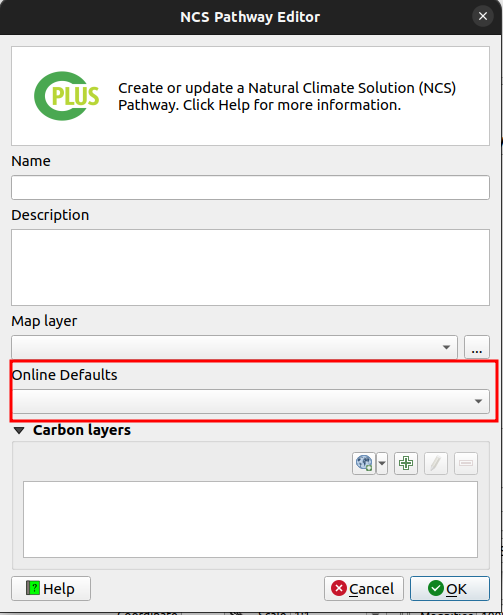 NCS Pathway Editor
PLUS
Create or update a Natural Climate Solution (NCS)
Pathway. Click Help for more information.
Name
Description
Map layer
...
Online Defaults
Carbon layers
Help
Cancel
OK